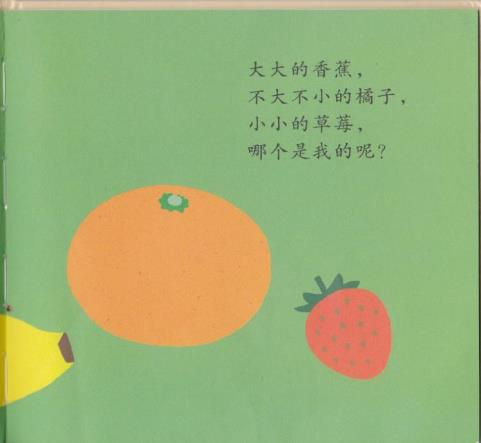 大大的香蕉，
不大不小的橘子，
小小的草莓，
哪个是我的呢？